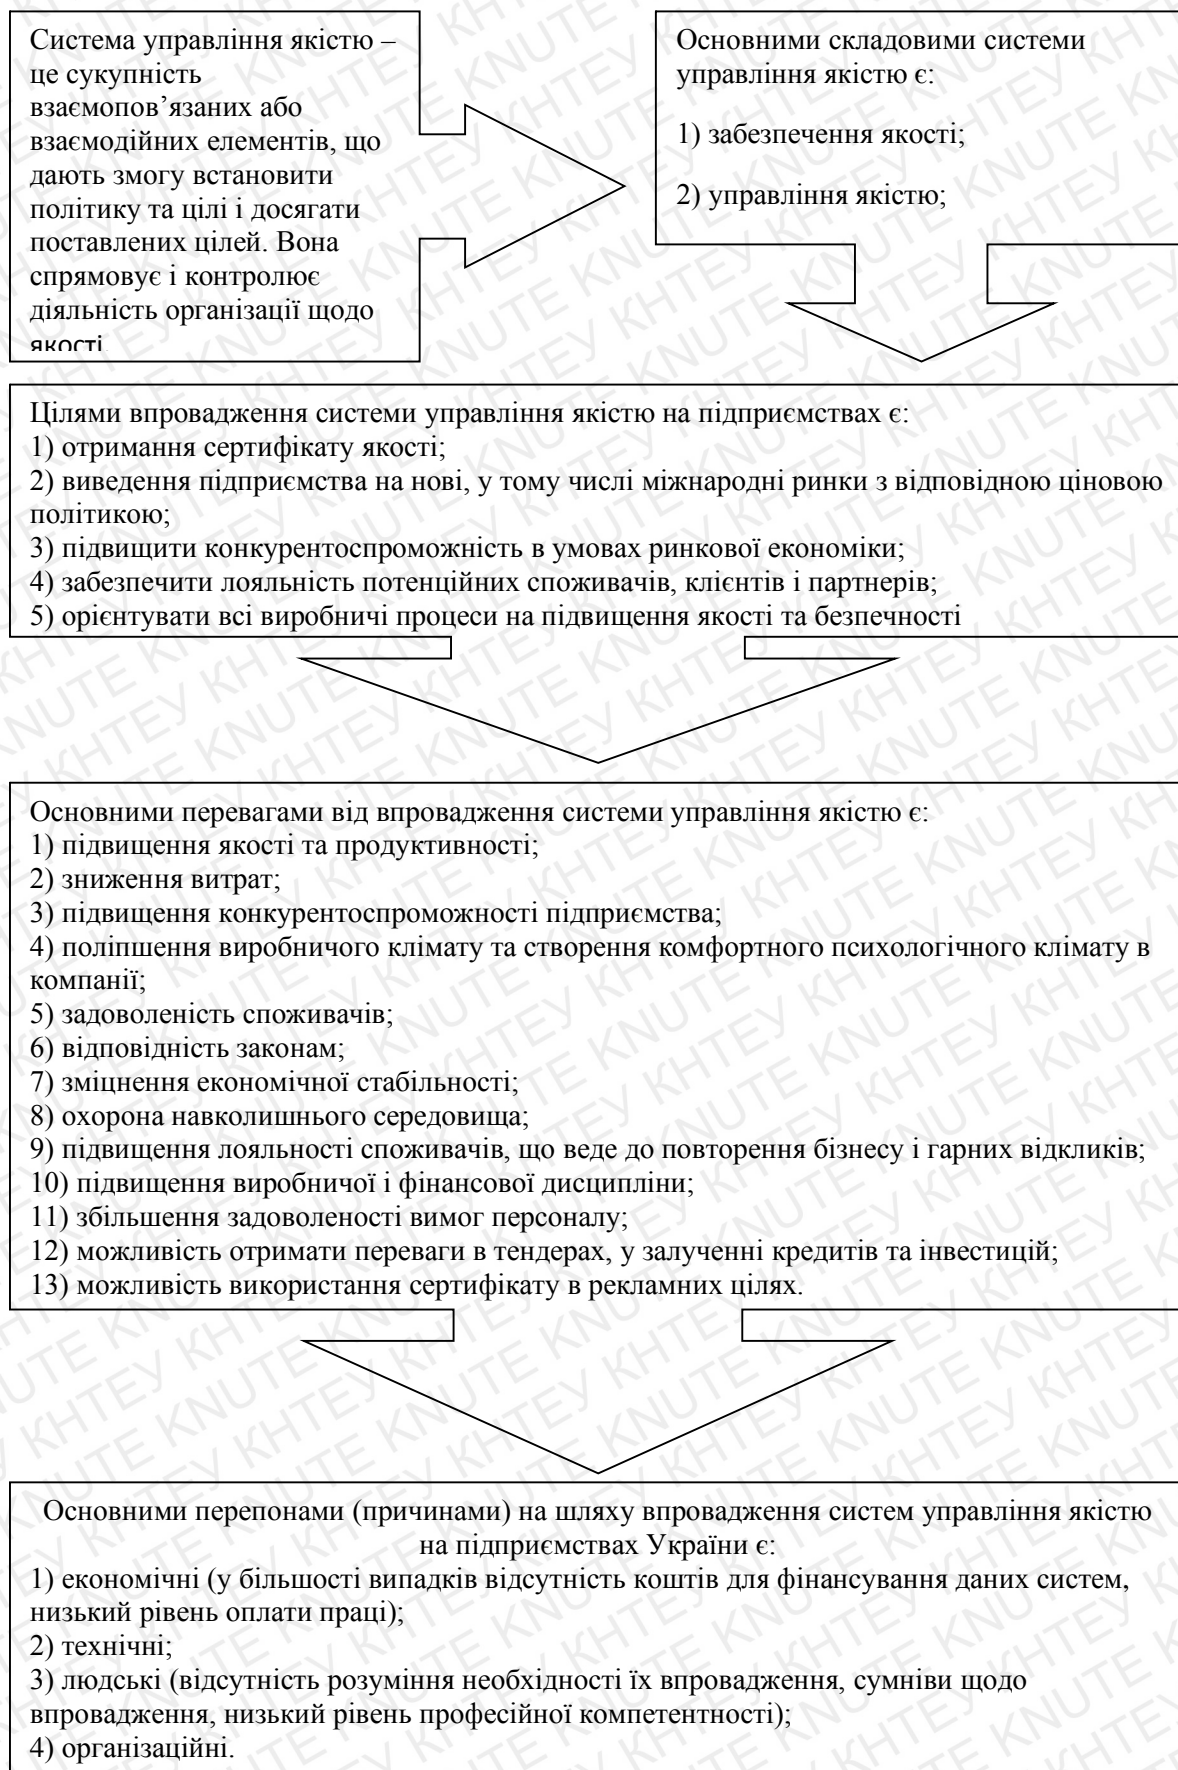 Система управління якістю –
це сукупність
взаємопов’язаних або
взаємодійних елементів, що
дають змогу встановити
політику та цілі і досягати
поставлених цілей. Вона
спрямовує і контролює
діяльність організації щодо
якості.
Основними складовими системи
управління якістю є:
1) забезпечення якості;
2) управління якістю;
Цілями впровадження системи управління якістю на підприємствах є:
1) отримання сертифікату якості;
2) виведення підприємства на нові, у тому числі міжнародні ринки з відповідною ціновою
політикою;
3) підвищити конкурентоспроможність в умовах ринкової економіки;
4) забезпечити лояльність потенційних споживачів, клієнтів і партнерів;
5) орієнтувати всі виробничі процеси на підвищення якості та безпечності
Основними перевагами від впровадження системи управління якістю є:
1) підвищення якості та продуктивності;
2) зниження витрат;
3) підвищення конкурентоспроможності підприємства;
4) поліпшення виробничого клімату та створення комфортного психологічного клімату в
компанії;
5) задоволеність споживачів;
6) відповідність законам;
7) зміцнення економічної стабільності;
8) охорона навколишнього середовища;
9) підвищення лояльності споживачів, що веде до повторення бізнесу і гарних відкликів;
10) підвищення виробничої і фінансової дисципліни;
11) збільшення задоволеності вимог персоналу;
12) можливість отримати переваги в тендерах, у залученні кредитів та інвестицій;
13) можливість використання сертифікату в рекламних цілях.
Основними перепонами (причинами) на шляху впровадження систем управління якістю
на підприємствах України є:
1) економічні (у більшості випадків відсутність коштів для фінансування даних систем,
низький рівень оплати праці);
2) технічні;
3) людські (відсутність розуміння необхідності їх впровадження, сумніви щодо
впровадження, низький рівень професійної компетентності);
4) організаційні.